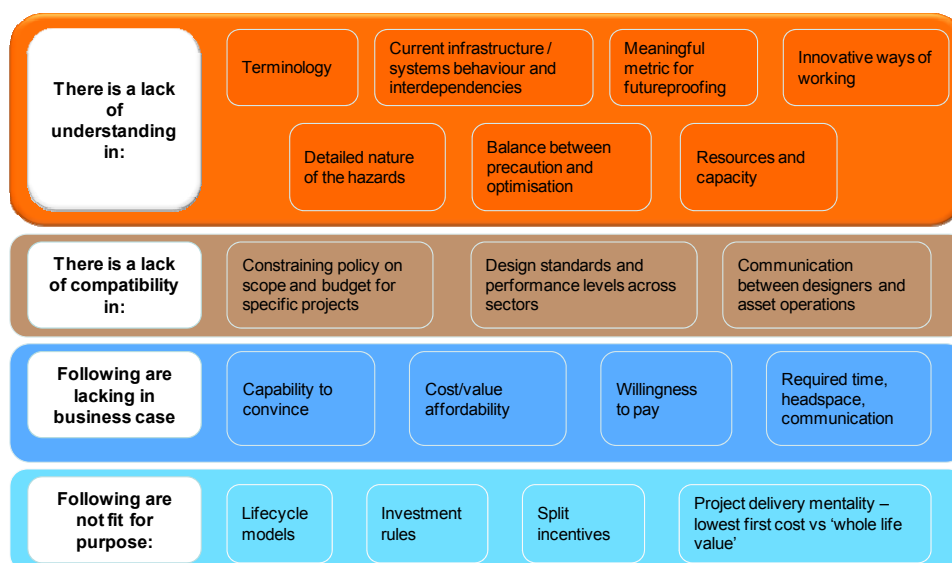 There is a lack
of
understanding
in:
Terminology
Current infrastructure /
systems behaviour and
interdependencies
Meaningful
metric for
futureproofing
Innovative ways of
working
Detailed nature
of the hazards
Balance between
precaution and
optimisation
Resources and
capacity
There is a lack
of compatibility
in:
Constraining policy on
scope and budget for
specific projects
Design standards and
performance levels across
sectors
Communication
between designers and
asset operations
Following are
lacking in
business case
Capability to
convince
Cost/value
affordability
Willingness
to pay
Required time,
headspace,
communication
Following are
not fit for
purpose:
Lifecycle
models
Investment
rules
Split
incentives
Project delivery mentality –
lowest first cost vs ‘whole life
value’